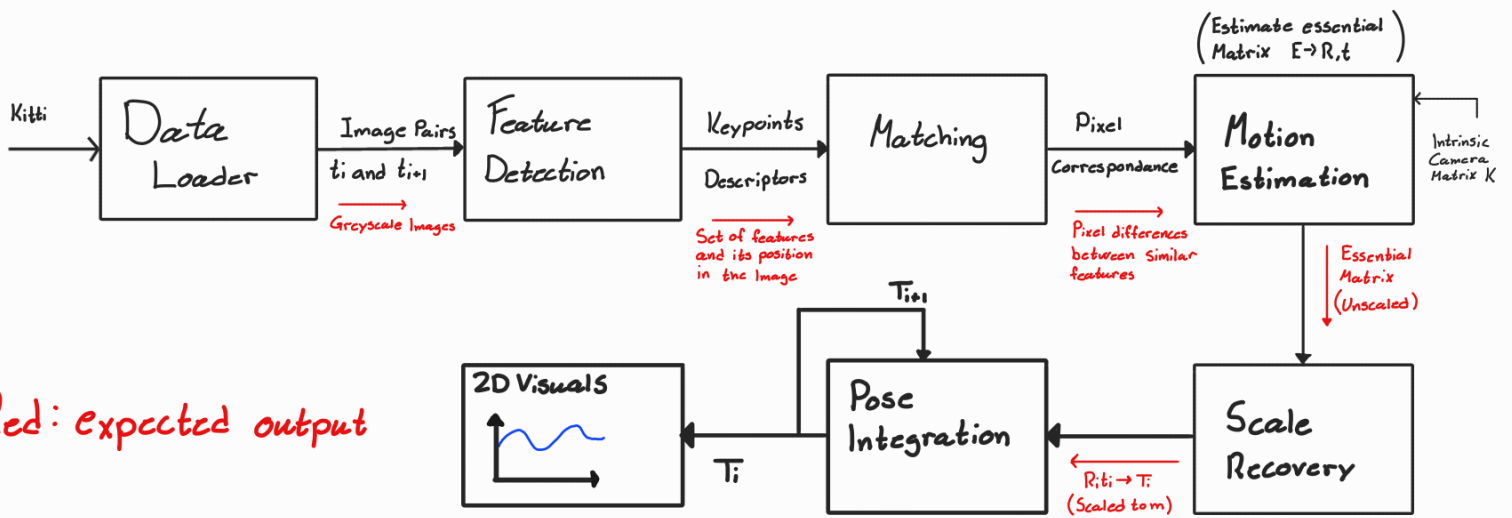 (Estimate essential
Matrix E→R,t)
Kitti
Data
Loader
Image Pairs
ti and ti+1
Greyscale Images
Feature
Detection
Keypoints
Descriptors
Set of features
and its position
in the Image
Matching
Pixel
Correspondance
Pixel differences
between Similar
features
Motion
Estimation
Intrinsic
Camera
Matrix K
Essential
Matrix
(Unscaled)
Scale
Recovery
Riti→Ti
(Scaled to m)
Ti+1
Pose
Integration
Ti
2D Visuals
ed: expected output